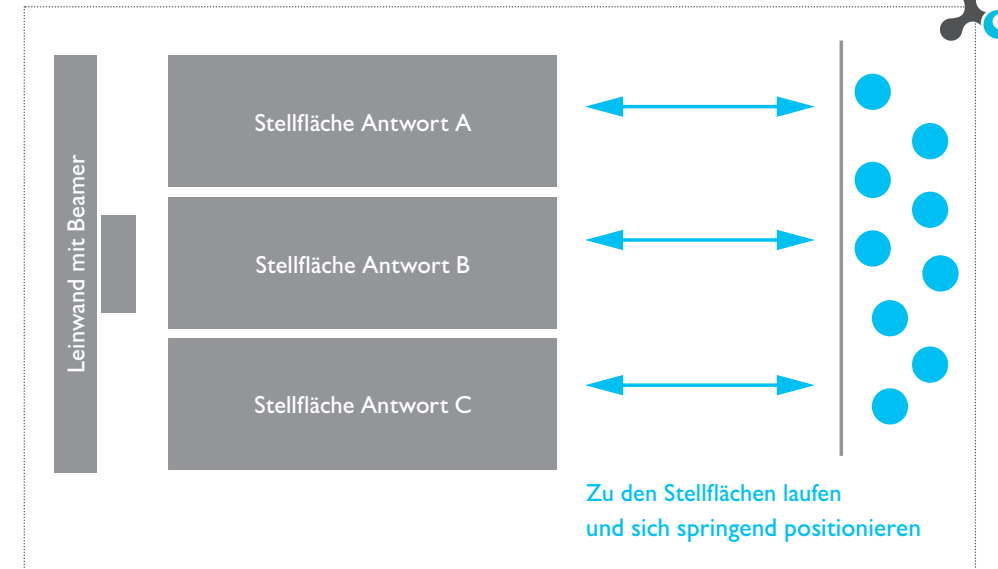 Leinwand mit Beamer
Stellfläche Antwort A
Stellfläche Antwort B
Stellfläche Antwort C
Zu den Stellflächen laufen
und sich springend positionieren